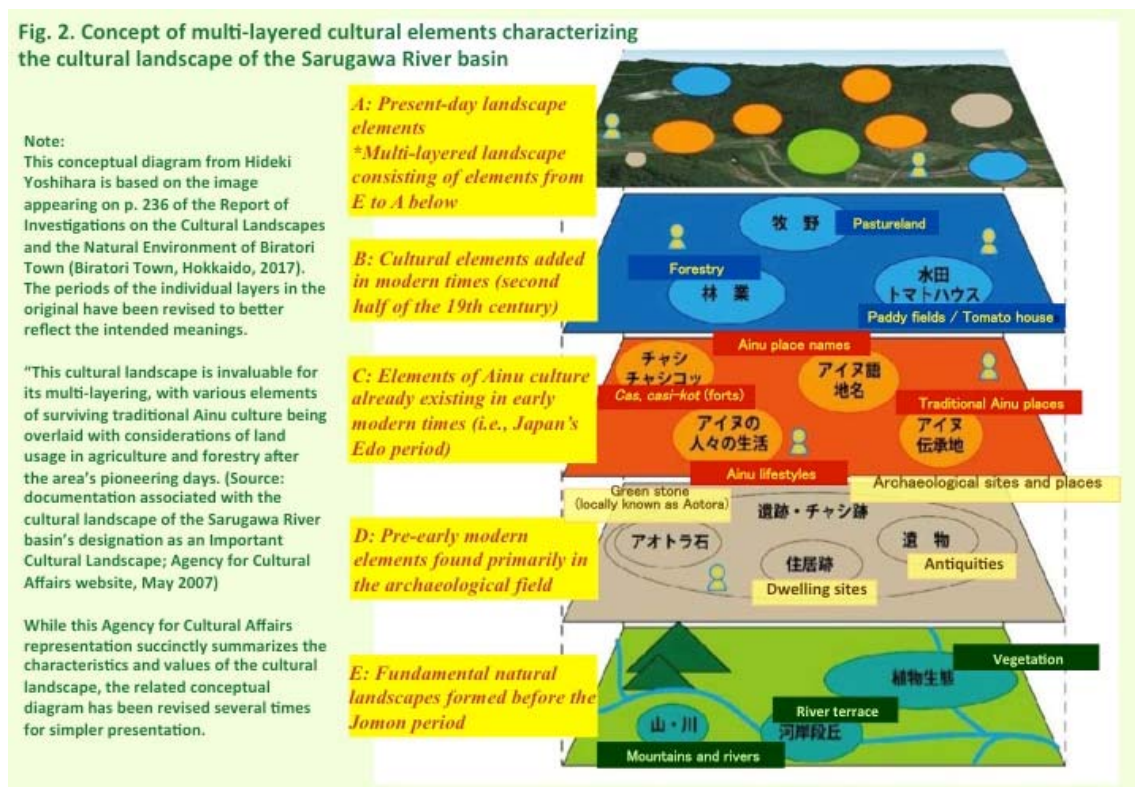 Fig. 2. Concept of multi-layered cultural elements characterizing
the cultural landscape of the Sarugawa River basin
Note:
This conceptual diagram from Hideki
Yoshihara is based on the image
appearing on p. 236 of the Report of
Investigations on the Cultural Landscapes
and the Natural Environment of Biratori
Town (Biratori Town, Hokkaido, 2017).
The periods of the individual layers in the
original have been revised to better
reflect the intended meanings.
"This cultural landscape is invaluable for
its multi-layering, with various elements
of surviving traditional Ainu culture being
overlaid with considerations of land
usage in agriculture and forestry after
the area's pioneering days. (Source:
documentation associated with the
cultural landscape of the Sarugawa River
basin's designation as an Important
Cultural Landscape; Agency for Cultural
Affairs website, May 2007)
While this Agency for Cultural Affairs
representation succinctly summarizes the
characteristics and values of the cultural
landscape, the related conceptual
diagram has been revised several times
for simpler presentation.
A: Present-day landscape
elements
*Multi-layered landscape
consisting of elements from
E to A below
B: Cultural elements added
in modern times (second
half of the 19th century)
牧野
Pastureland
Forestry
林業
水田
トマトハウス
Paddy fields / Tomato house
C: Elements of Ainu culture
already existing in early
modern times (i.e., Japan's
Edo period)
Ainu place names
チャシ
チャシコッ
Cas, casi-kot (forts)
アイヌ語
地名
Traditional Ainu places
アイヌの
人々の生活
アイヌ
伝承地
Ainu lifestyles
D: Pre-early modern
elements found primarily in
the archaeological field
Archaeological sites and places
Green stone
(locally known as Aotora)
遺跡・チャシ跡
アオトラ石
住居跡
遺物
Antiquities
Dwelling sites
E: Fundamental natural
landscapes formed before the
Jomon period
Vegetation
植物生態
River terrace
山・川
河岸段丘
Mountains and rivers